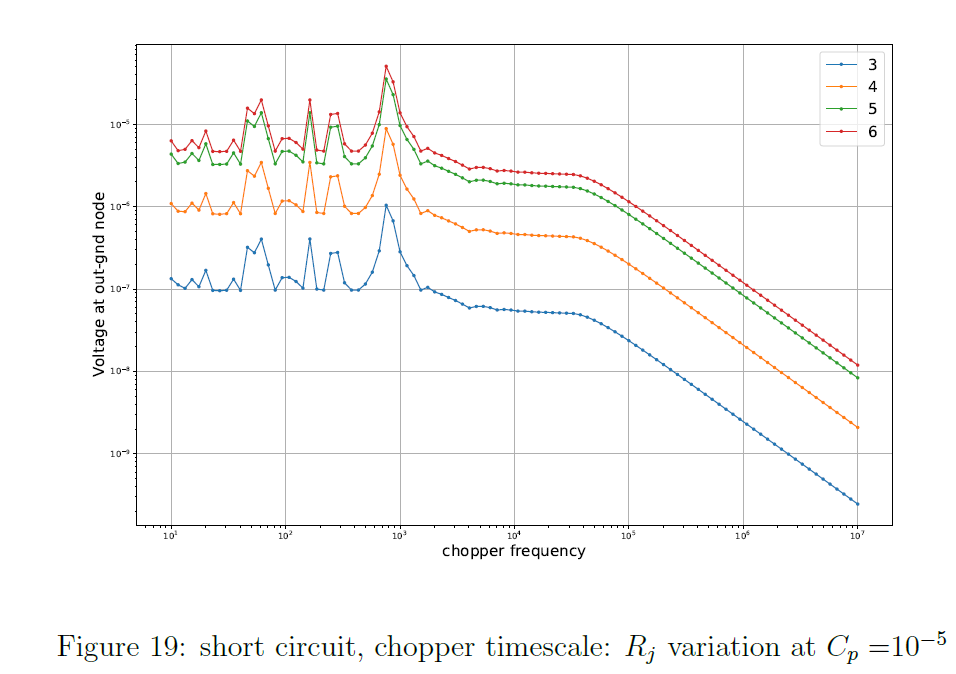 Voltage at out-gnd node
10⁻⁵
10⁻⁶
10⁻⁷
10⁻⁸
10⁻⁹
3
4
5
6
10¹ 10² 10³ 10⁴ 10⁵ 10⁶ 10⁷
chopper frequency
Figure 19: short circuit, chopper timescale: Rⱼ variation at Cₚ =10⁻⁵